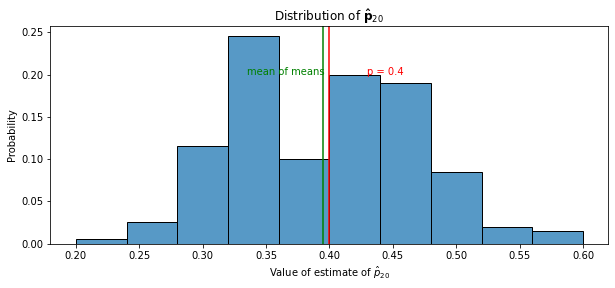 Distribution of p̂₂₀
0.25
0.20
0.15
0.10
0.05
0.00
Probability
mean of means
p = 0.4
0.20 0.25 0.30 0.35 0.40 0.45 0.50 0.55 0.60
Value of estimate of p̂₂₀